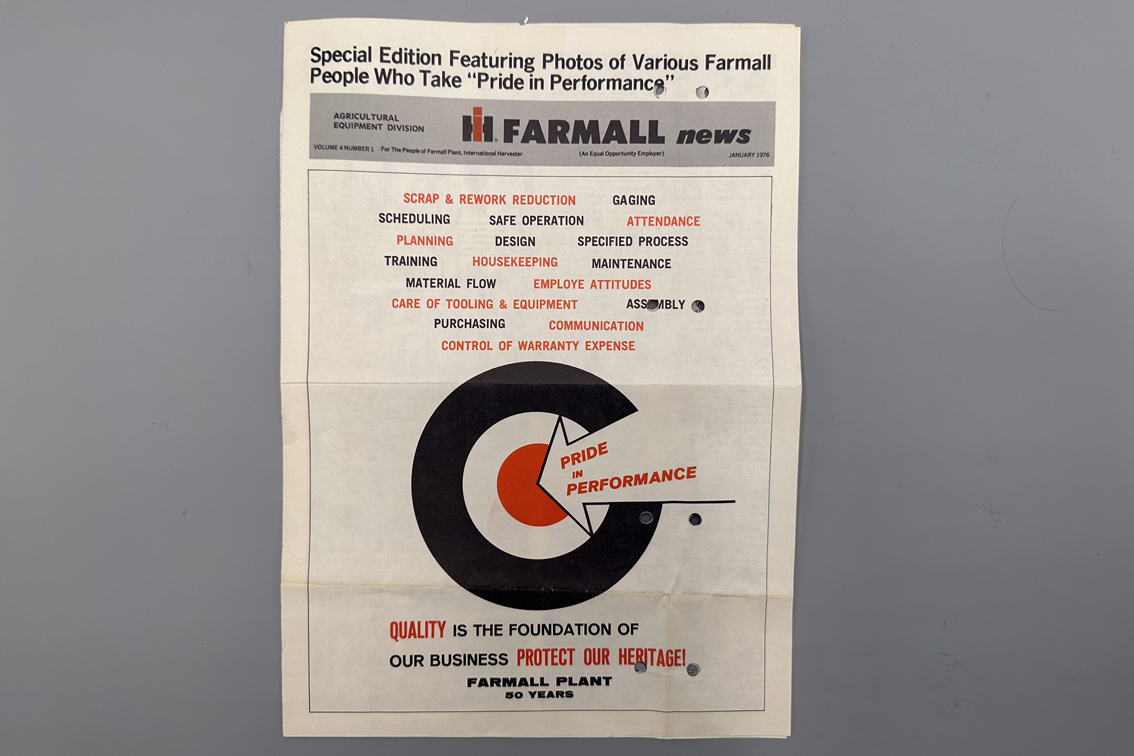 Special Edition Featuring Photos of Various Farmall
People Who Take “Pride in Performance”
AGRICULTURAL
EQUIPMENT DIVISION
IH® FARMALL news
VOLUME 4 NUMBER 1 For The People of Farmall Plant, International Harvester (An Equal Opportunity Employer) JANUARY 1976
SCRAP & REWORK REDUCTION GAGING
SCHEDULING SAFE OPERATION ATTENDANCE
PLANNING DESIGN SPECIFIED PROCESS
TRAINING HOUSEKEEPING MAINTENANCE
MATERIAL FLOW EMPLOYE ATTITUDES
CARE OF TOOLING & EQUIPMENT ASSEMBLY
PURCHASING COMMUNICATION
CONTROL OF WARRANTY EXPENSE
PRIDE
IN
PERFORMANCE
QUALITY IS THE FOUNDATION OF
OUR BUSINESS PROTECT OUR HERITAGE!
FARMALL PLANT
50 YEARS